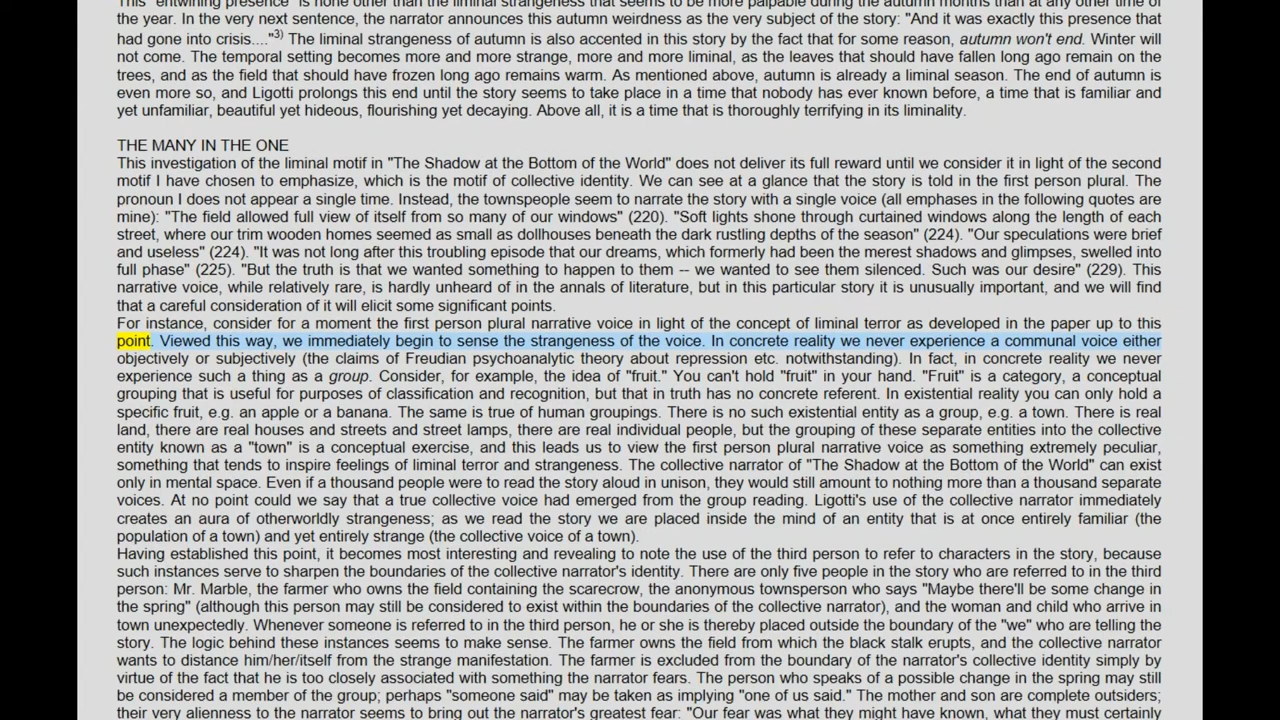 This "entwining presence" is none other than the liminal strangeness that seems to be more palpable during the autumn months than at any other time of
the year. In the very next sentence, the narrator announces this autumn weirdness as the very subject of the story: "And it was exactly this presence that
had gone into crisis...."3) The liminal strangeness of autumn is also accented in this story by the fact that for some reason, autumn won't end. Winter will
not come. The temporal setting becomes more and more strange, more and more liminal, as the leaves that should have fallen long ago remain on the
trees, and as the field that should have frozen long ago remains warm. As mentioned above, autumn is already a liminal season. The end of autumn is
even more so, and Ligotti prolongs this end until the story seems to take place in a time that nobody has ever known before, a time that is familiar and
yet unfamiliar, beautiful yet hideous, flourishing yet decaying. Above all, it is a time that is thoroughly terrifying in its liminality.
THE MANY IN THE ONE
This investigation of the liminal motif in "The Shadow at the Bottom of the World" does not deliver its full reward until we consider it in light of the second
motif I have chosen to emphasize, which is the motif of collective identity. We can see at a glance that the story is told in the first person plural. The
pronoun I does not appear a single time. Instead, the townspeople seem to narrate the story with a single voice (all emphases in the following quotes are
mine): "The field allowed full view of itself from so many of our windows" (220). "Soft lights shone through curtained windows along the length of each
street, where our trim wooden homes seemed as small as dollhouses beneath the dark rustling depths of the season" (224). "Our speculations were brief
and useless" (224). "It was not long after this troubling episode that our dreams, which formerly had been the merest shadows and glimpses, swelled into
full phase" (225). "But the truth is that we wanted something to happen to them -- we wanted to see them silenced. Such was our desire" (229). This
narrative voice, while relatively rare, is hardly unheard of in the annals of literature, but in this particular story it is unusually important, and we will find
that a careful consideration of it will elicit some significant points.
For instance, consider for a moment the first person plural narrative voice in light of the concept of liminal terror as developed in the paper up to this
point. Viewed this way, we immediately begin to sense the strangeness of the voice. In concrete reality we never experience a communal voice either
objectively or subjectively (the claims of Freudian psychoanalytic theory about repression etc. notwithstanding). In fact, in concrete reality we never
experience such a thing as a group. Consider, for example, the idea of "fruit." You can't hold "fruit" in your hand. "Fruit" is a category, a conceptual
grouping that is useful for purposes of classification and recognition, but that in truth has no concrete referent. In existential reality you can only hold a
specific fruit, e.g. an apple or a banana. The same is true of human groupings. There is no such existential entity as a group, e.g. a town. There is real
land, there are real houses and streets and street lamps, there are real individual people, but the grouping of these separate entities into the collective
entity known as a "town" is a conceptual exercise, and this leads us to view the first person plural narrative voice as something extremely peculiar,
something that tends to inspire feelings of liminal terror and strangeness. The collective narrator of "The Shadow at the Bottom of the World" can exist
only in mental space. Even if a thousand people were to read the story aloud in unison, they would still amount to nothing more than a thousand separate
voices. At no point could we say that a true collective voice had emerged from the group reading. Ligotti's use of the collective narrator immediately
creates an aura of otherworldly strangeness; as we read the story we are placed inside the mind of an entity that is at once entirely familiar (the
population of a town) and yet entirely strange (the collective voice of a town).
Having established this point, it becomes most interesting and revealing to note the use of the third person to refer to characters in the story, because
such instances serve to sharpen the boundaries of the collective narrator's identity. There are only five people in the story who are referred to in the third
person: Mr. Marble, the farmer who owns the field containing the scarecrow, the anonymous townsperson who says "Maybe there'll be some change in
the spring" (although this person may still be considered to exist within the boundaries of the collective narrator), and the woman and child who arrive in
town unexpectedly. Whenever someone is referred to in the third person, he or she is thereby placed outside the boundary of the "we" who are telling the
story. The logic behind these instances seems to make sense. The farmer owns the field from which the black stalk erupts, and the collective narrator
wants to distance him/her/itself from the strange manifestation. The farmer is excluded from the boundary of the narrator's collective identity simply by
virtue of the fact that he is too closely associated with something the narrator fears. The person who speaks of a possible change in the spring may still
be considered a member of the group; perhaps "someone said" may be taken as implying "one of us said." The mother and son are complete outsiders;
their very alienness to the narrator seems to bring out the narrator's greatest fear: "Our fear was what they might have known, what they must certainly